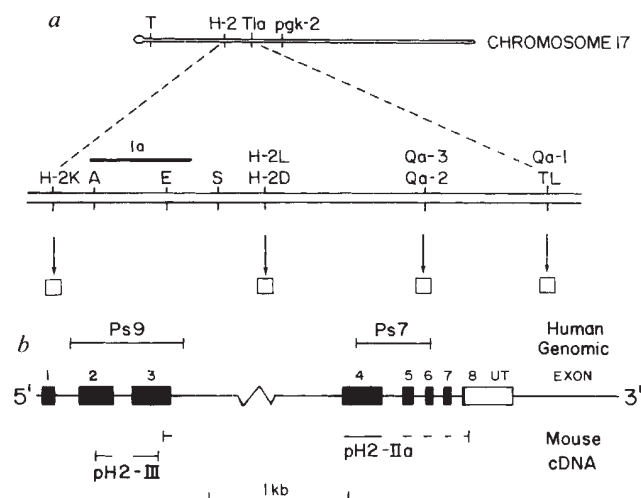 a
T H-2 Tla pgk-2
CHROMOSOME 17
Ia
H-2L Qa-3 Qa-1
H-2K A E S H-2D Qa-2 TL
Ps9 Ps7 Human
b Genomic
1 2 3 4 5 6 7 8 UT EXON
5' 3'
pH2-III pH2-IIa Mouse
cDNA
1kb